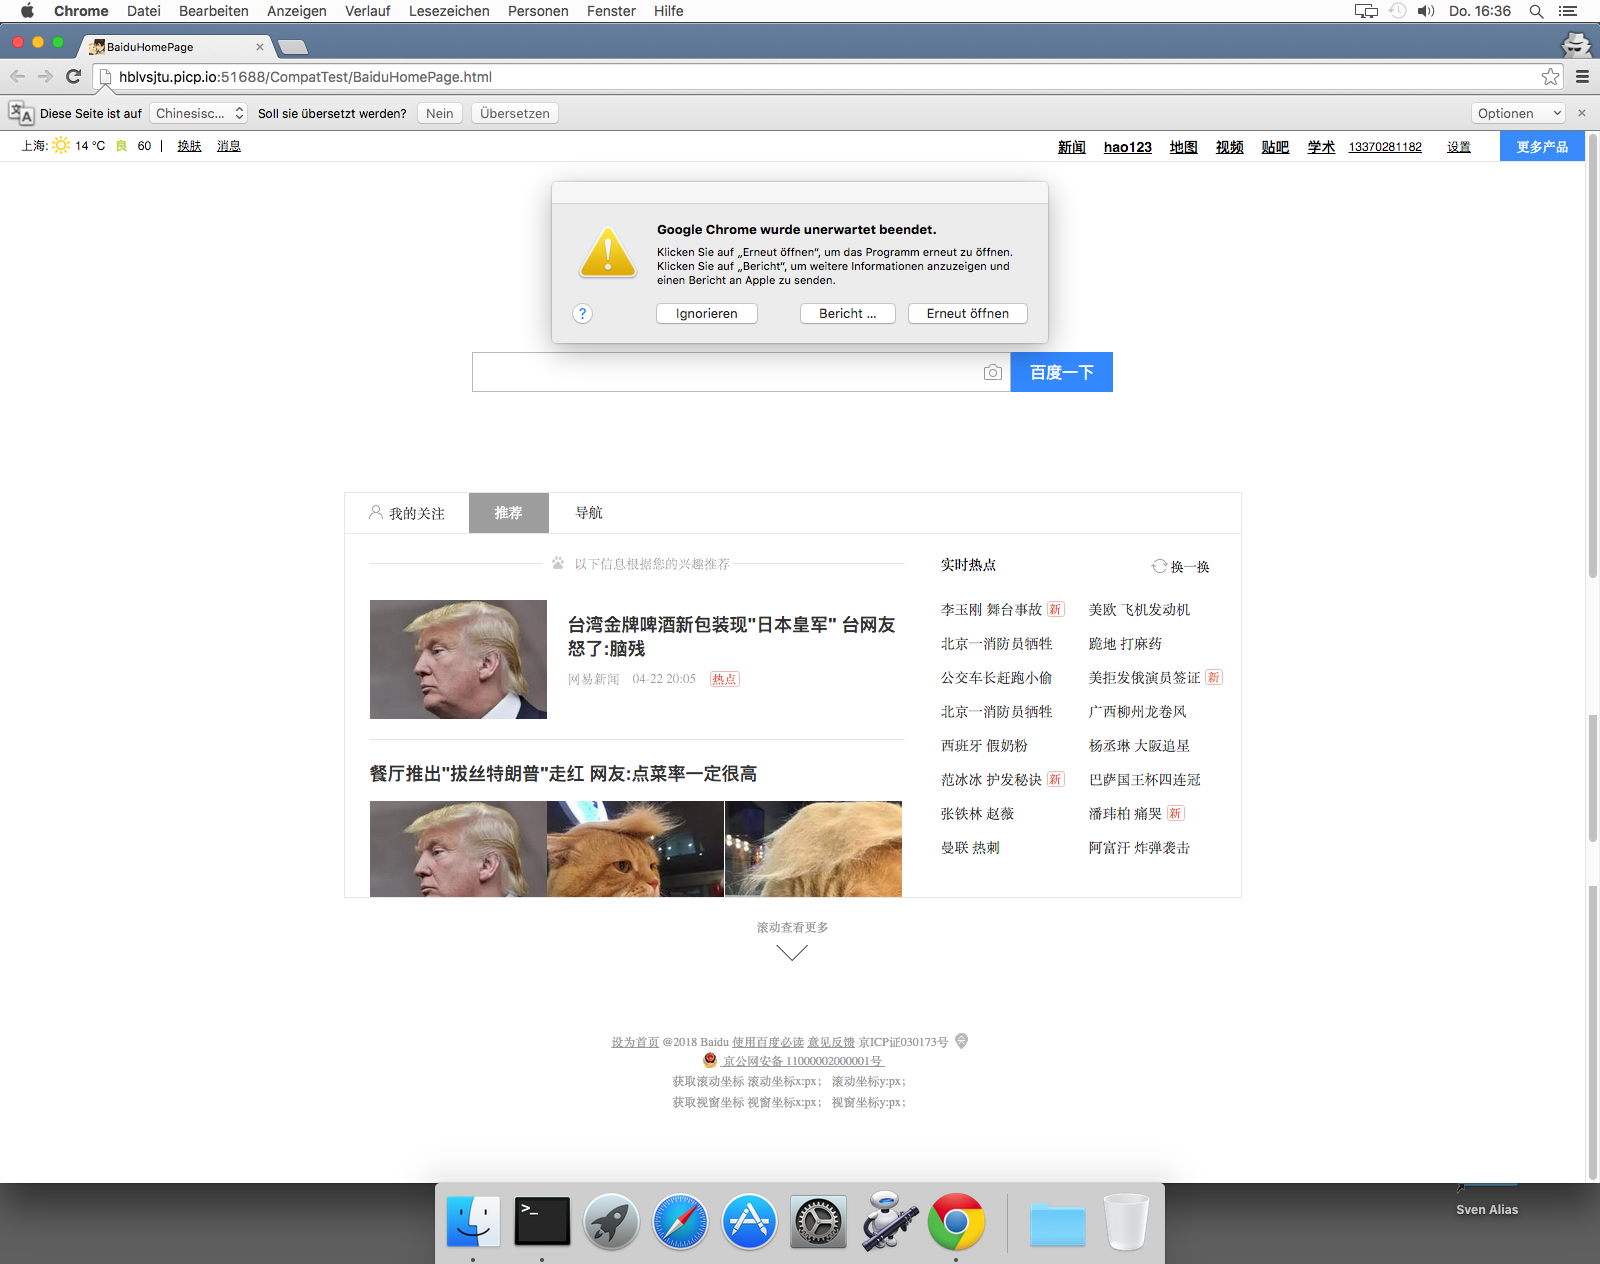 Chrome Datei Bearbeiten Anzeigen Verlauf Lesezeichen Personen Fenster Hilfe Do. 16:36
BaiduHomePage
hblvsjtu.picp.io:51688/CompatTest/BaiduHomePage.html
Diese Seite ist auf Chinesisc... Soll sie übersetzt werden? Nein Übersetzen Optionen
上海: 14 ℃ 良 60 | 换肤 消息 新闻 hao123 地图 视频 贴吧 学术 13370281182 设置 更多产品
Google Chrome wurde unerwartet beendet.
Klicken Sie auf „Erneut öffnen“, um das Programm erneut zu öffnen.
Klicken Sie auf „Bericht“, um weitere Informationen anzuzeigen und
einen Bericht an Apple zu senden.
? Ignorieren Bericht ... Erneut öffnen
百度一下
我的关注 推荐 导航
以下信息根据您的兴趣推荐
台湾金牌啤酒新包装现"日本皇军" 台网友
怒了:脑残
网易新闻 04-22 20:05 热点
餐厅推出"拔丝特朗普"走红 网友:点菜率一定很高
实时热点 换一换
李玉刚 舞台事故 新 美欧 飞机发动机
北京一消防员牺牲 跪地 打麻药
公交车长赶跑小偷 美拒发俄演员签证 新
北京一消防员牺牲 广西柳州龙卷风
西班牙 假奶粉 杨丞琳 大阪追星
范冰冰 护发秘诀 新 巴萨国王杯四连冠
张铁林 赵薇 潘玮柏 痛哭 新
曼联 热刺 阿富汗 炸弹袭击
滚动查看更多
设为首页 @2018 Baidu 使用百度必读 意见反馈 京ICP证030173号
京公网安备 11000002000001号
获取滚动坐标 滚动坐标x:px； 滚动坐标y:px；
获取视窗坐标 视窗坐标x:px； 视窗坐标y:px；
>_
Sven Alias